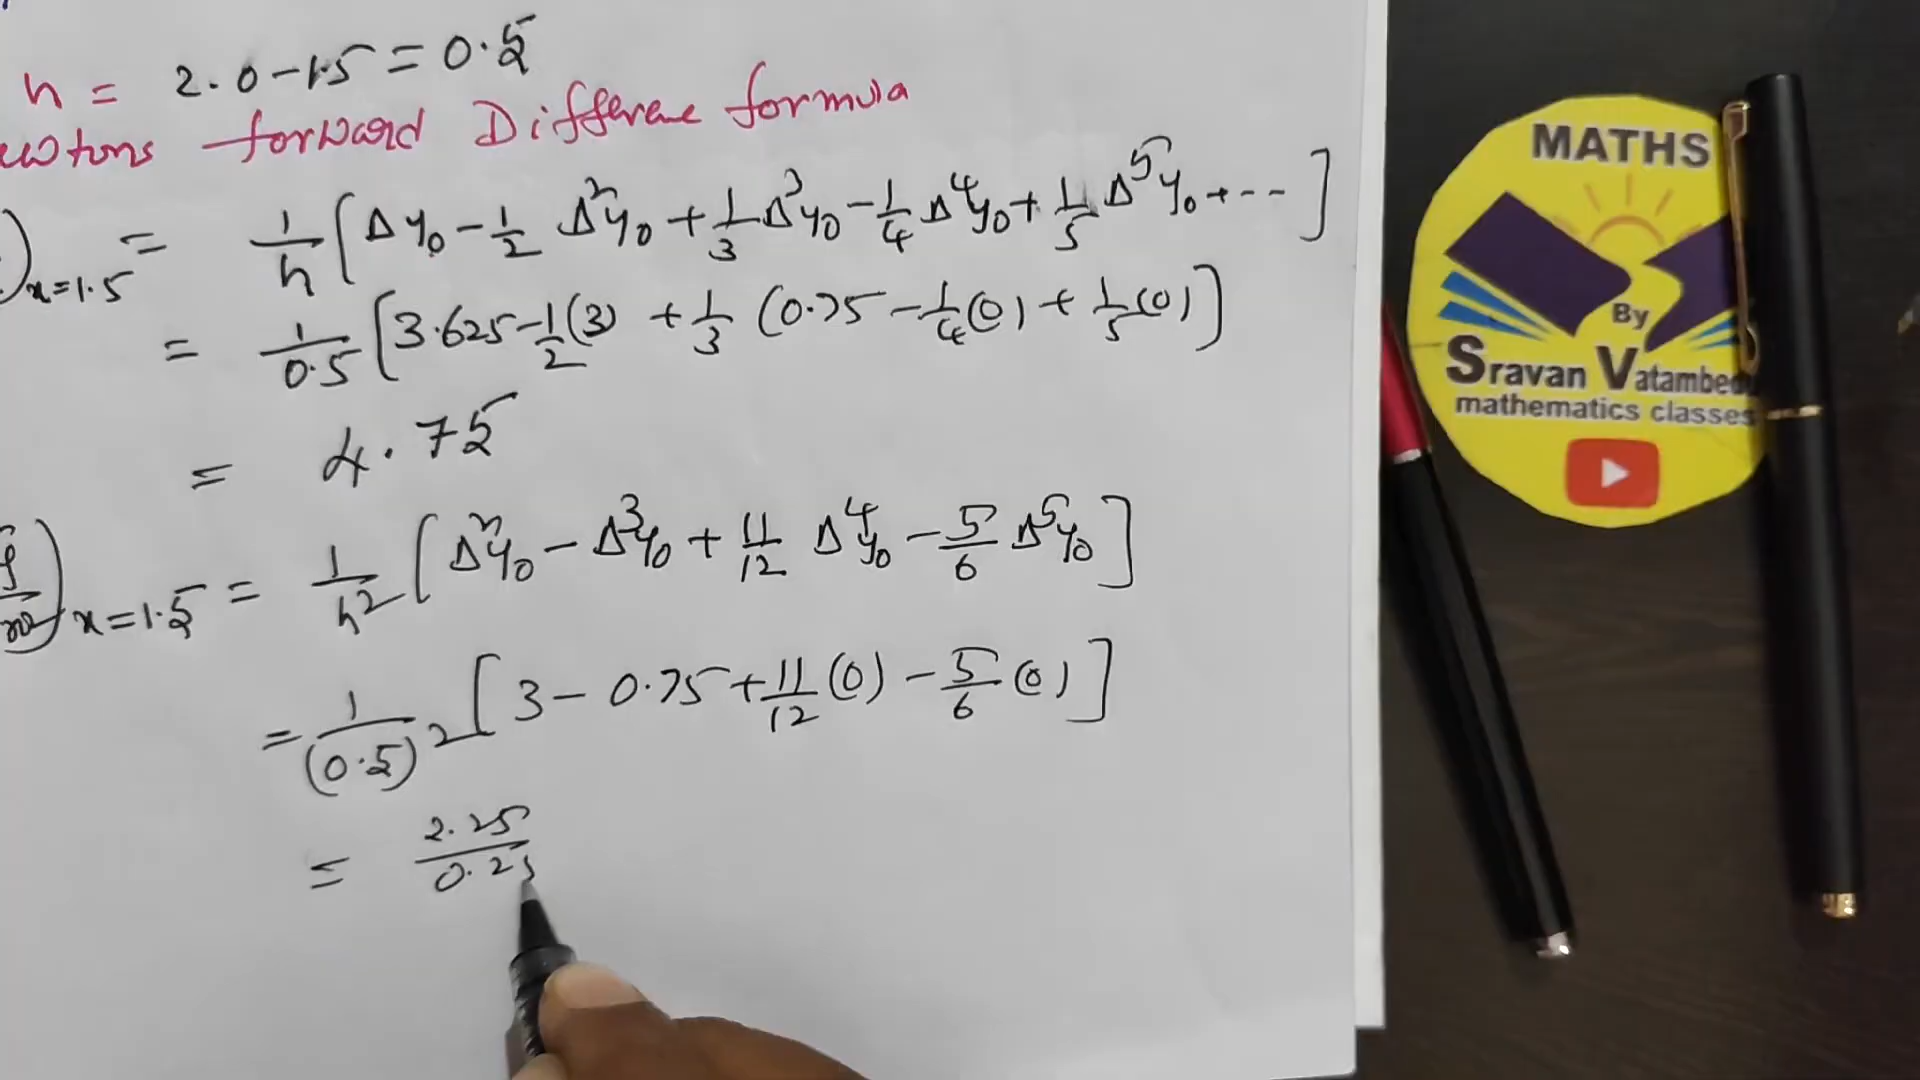 h = 2.0-1.5 = 0.5
forward Difference formula
)x=1.5 = 1/h [Δy₀ - 1/2 Δ²y₀ + 1/3 Δ³y₀ - 1/4 Δ⁴y₀ + 1/5 Δ⁵y₀ + --- ]
= 1/0.5 [3.625 - 1/2(3) + 1/3 (0.75 - 1/4(0) + 1/5(0)]
= 4.75
)x=1.5 = 1/h² [Δ²y₀ - Δ³y₀ + 11/12 Δ⁴y₀ - 5/6 Δ⁵y₀]
= 1/(0.5)² [3 - 0.75 + 11/12 (0) - 5/6 (0)]
= 2.25/0.25
MATHS
By
Sravan Vatambedu
mathematics classes